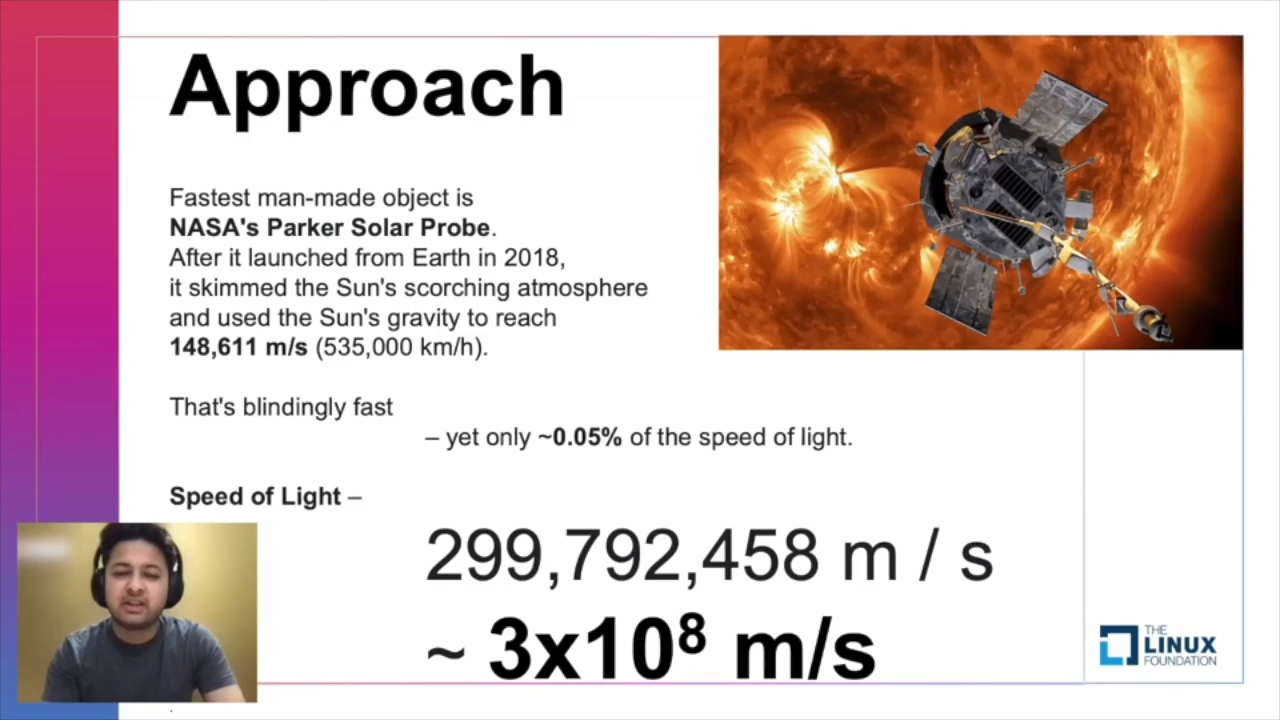 Approach
Fastest man-made object is
NASA's Parker Solar Probe.
After it launched from Earth in 2018,
it skimmed the Sun's scorching atmosphere
and used the Sun's gravity to reach
148,611 m/s (535,000 km/h).
That's blindingly fast
– yet only ~0.05% of the speed of light.
Speed of Light –
299,792,458 m / s
~ 3x10⁸ m/s
THE
LINUX
FOUNDATION
.